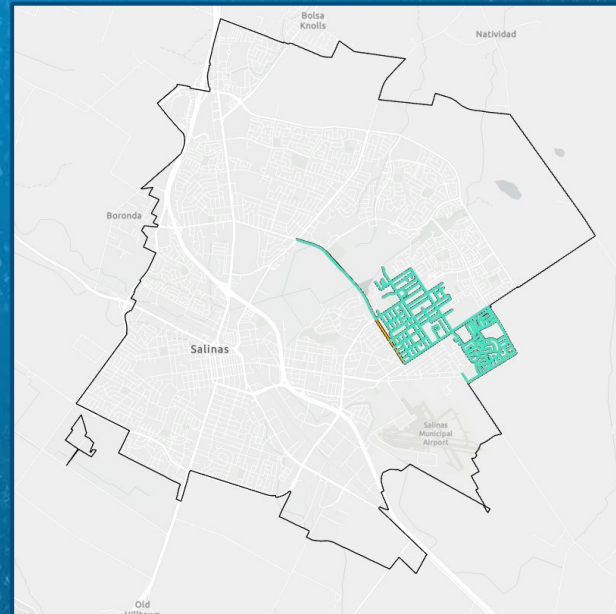 Bolsa
Knolls
Natividad
Boronda
Salinas
Salinas
Municipal
Airport
Old